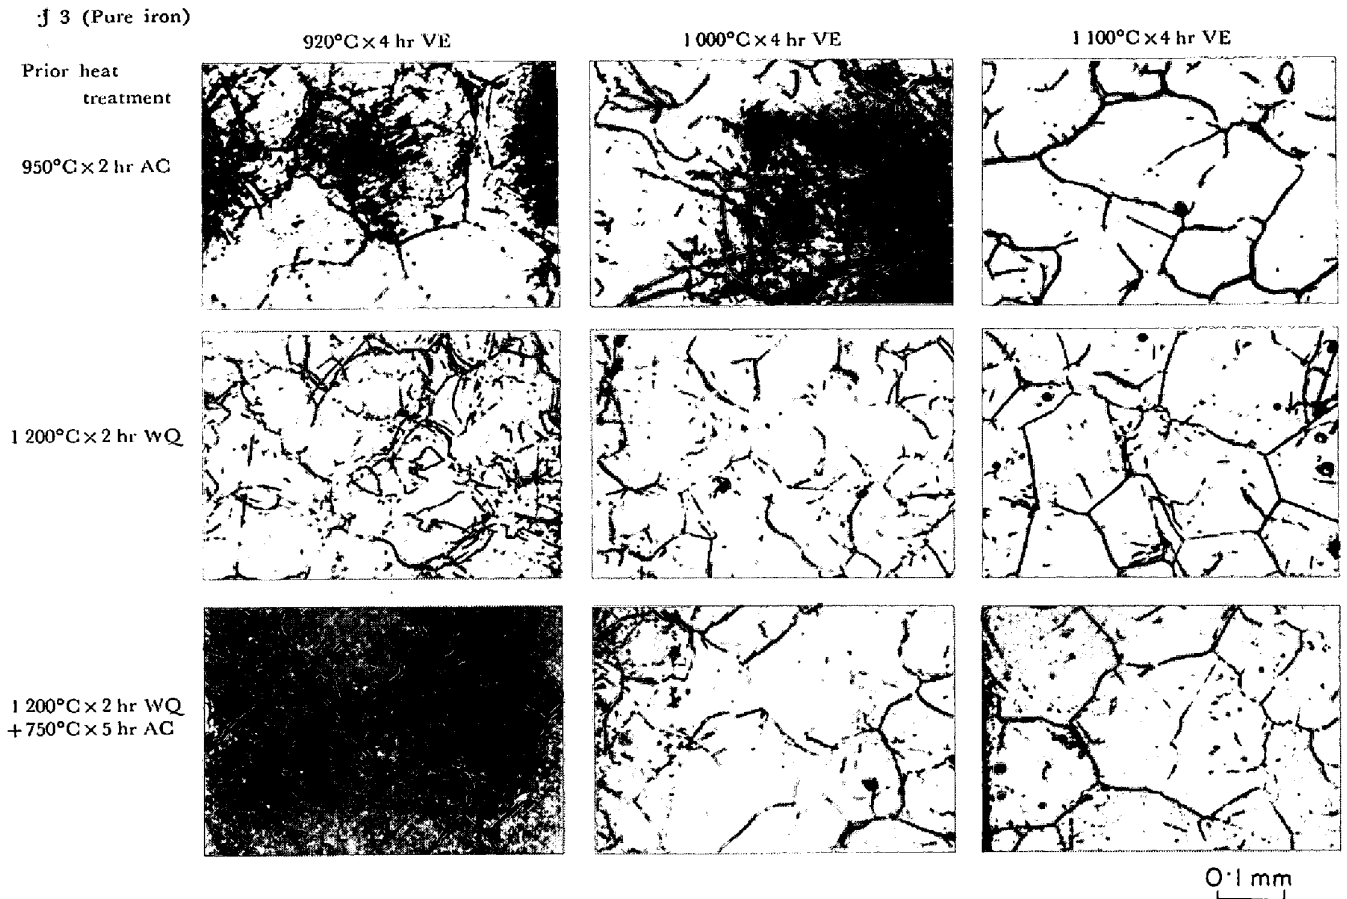 J 3 (Pure iron)
920°C×4 hr VE
1 000°C×4 hr VE
1 100°C×4 hr VE
Prior heat
treatment
950°C×2 hr AC
1 200°C×2 hr WQ
1 200°C×2 hr WQ
+750°C×5 hr AC
0·1 mm